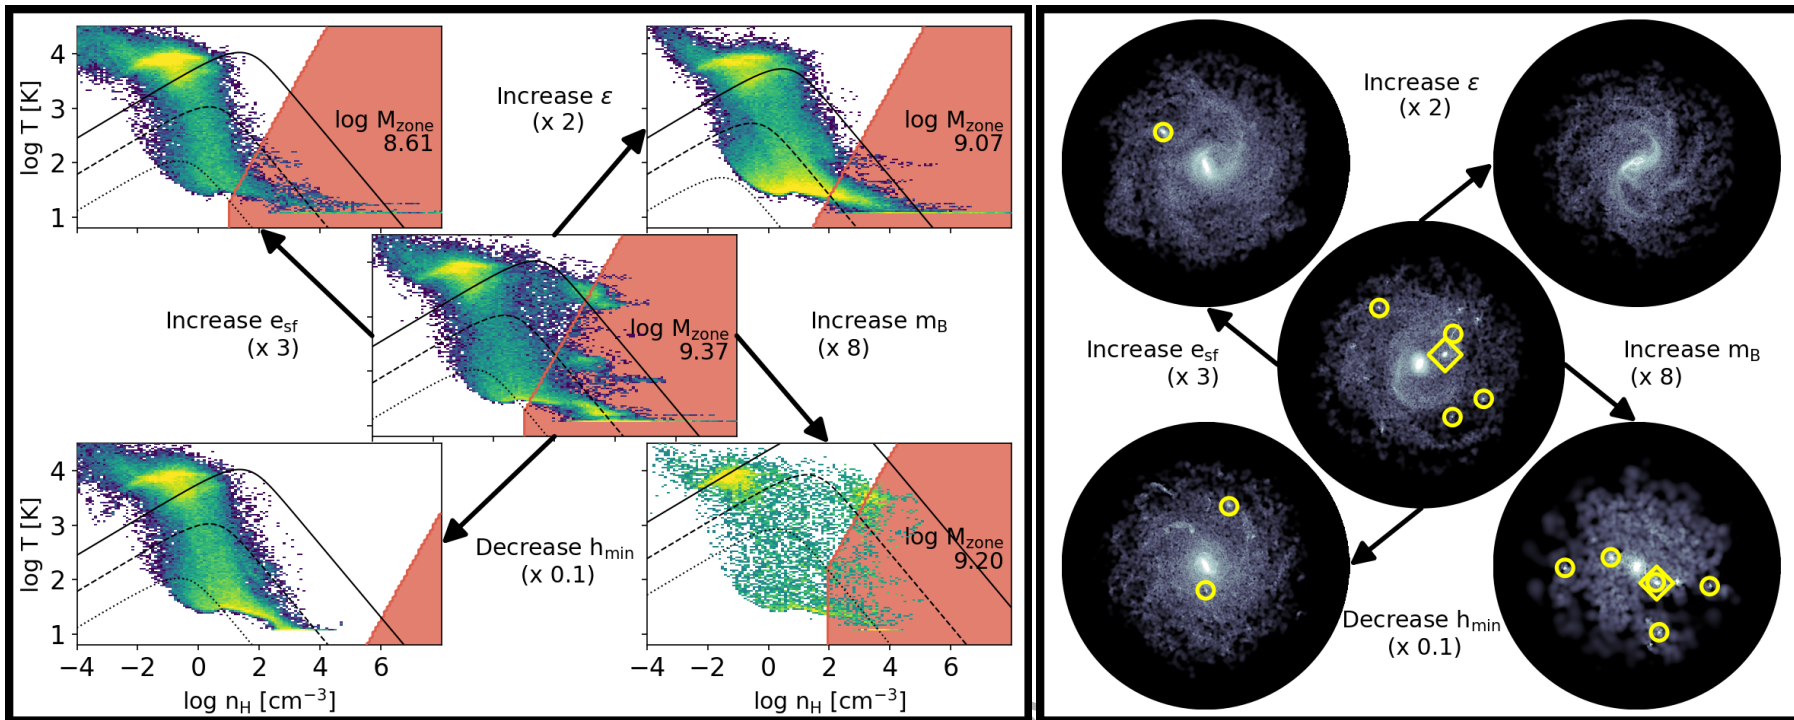 4
3
2
1
log T [K]
log M_zone
8.61
Increase ε
(x 2)
log M_zone
9.07
Increase e_sf
(x 3)
log M_zone
9.37
Increase m_B
(x 8)
4
3
2
1
log T [K]
−4 −2 0 2 4 6
log n_H [cm⁻³]
Decrease h_min
(x 0.1)
log M_zone
9.20
−4 −2 0 2 4 6
log n_H [cm⁻³]
Increase ε
(x 2)
Increase e_sf
(x 3)
Increase m_B
(x 8)
Decrease h_min
(x 0.1)